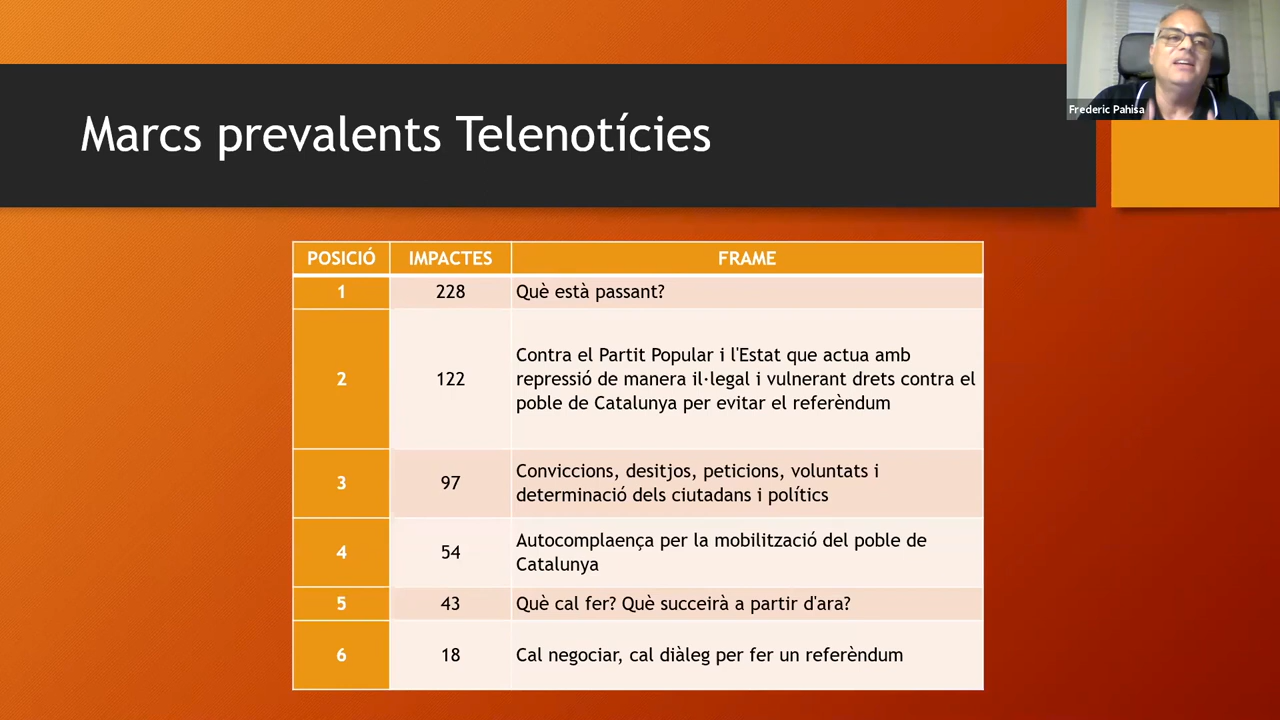 Frederic Pahisa
Marcs prevalents Telenotícies
POSICIÓ IMPACTES FRAME
1 228 Què està passant?
2 122 Contra el Partit Popular i l'Estat que actua amb
repressió de manera il·legal i vulnerant drets contra el
poble de Catalunya per evitar el referèndum
3 97 Conviccions, desitjos, peticions, voluntats i
determinació dels ciutadans i polítics
4 54 Autocomplaença per la mobilització del poble de
Catalunya
5 43 Què cal fer? Què succeirà a partir d'ara?
6 18 Cal negociar, cal diàleg per fer un referèndum